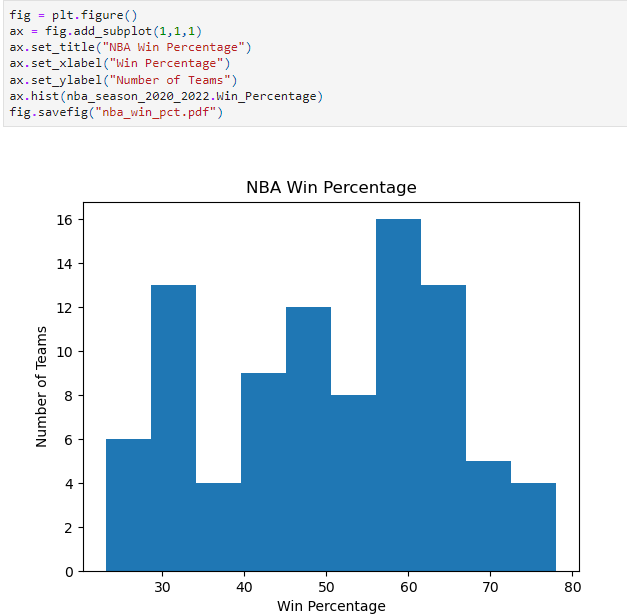 fig = plt.figure()
ax = fig.add_subplot(1,1,1)
ax.set_title("NBA Win Percentage")
ax.set_xlabel("Win Percentage")
ax.set_ylabel("Number of Teams")
ax.hist(nba_season_2020_2022.Win_Percentage)
fig.savefig("nba_win_pct.pdf")
NBA Win Percentage
Number of Teams
16
14
12
10
8
6
4
2
0
30 40 50 60 70 80
Win Percentage